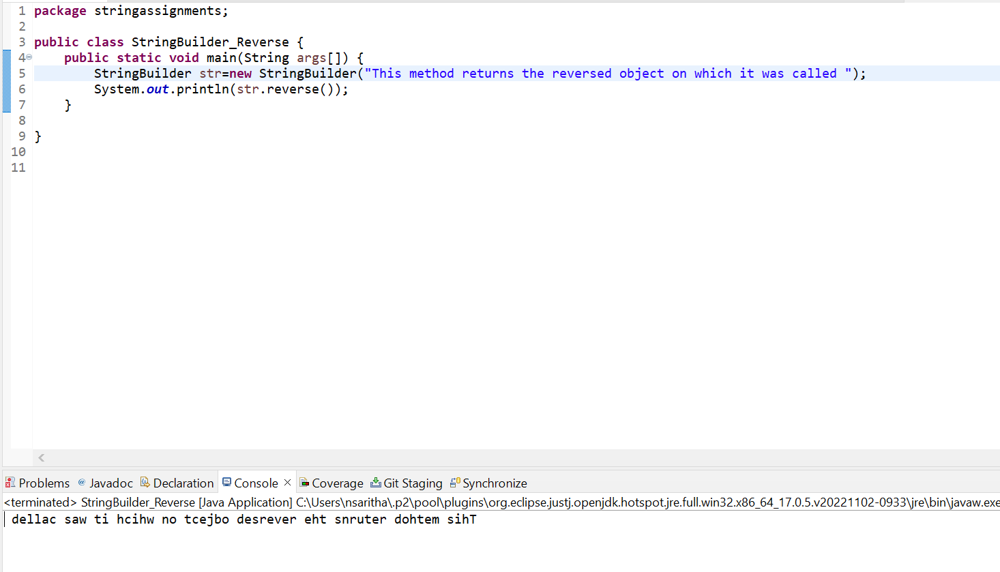 1 package stringassignments;
2
3 public class StringBuilder_Reverse {
4     public static void main(String args[]) {
5         StringBuilder str=new StringBuilder("This method returns the reversed object on which it was called ");
6         System.out.println(str.reverse());
7     }
8
9 }
10
11
Problems @ Javadoc Declaration Console × Coverage Git Staging Synchronize
<terminated> StringBuilder_Reverse [Java Application] C:\Users\nsaritha\.p2\pool\plugins\org.eclipse.justj.openjdk.hotspot.jre.full.win32.x86_64_17.0.5.v20221102-0933\jre\bin\javaw.exe
 dellac saw ti hcihw no tcejbo desrever eht snruter dohtem sihT